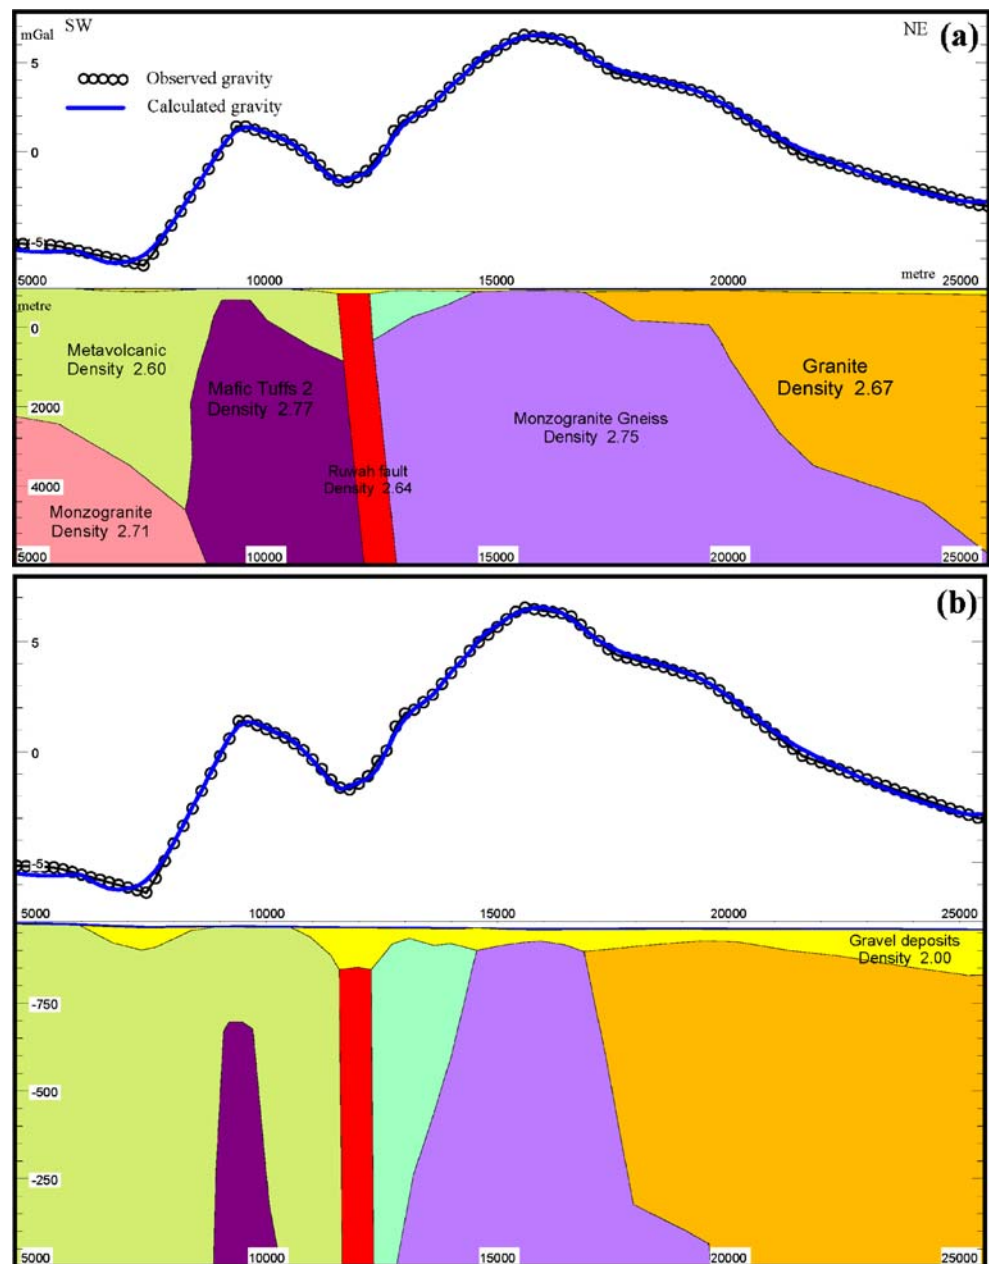 SW
NE
(a)
mGal
5
Observed gravity
Calculated gravity
0
-5
5000
10000
15000
20000
metre
25000
metre
0
Metavolcanic
Density 2.60
Mafic Tuffs 2
Density 2.77
Granite
Density 2.67
2000
Monzogranite Gneiss
Density 2.75
Ruwah fault
Density 2.64
4000
Monzogranite
Density 2.71
5000
10000
15000
20000
25000
(b)
5
0
-5
5000
10000
15000
20000
25000
Gravel deposits
Density 2.00
-750
-500
-250
5000
10000
15000
20000
25000